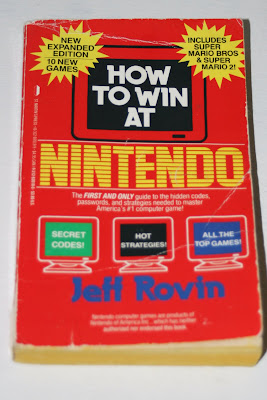 NEW
EXPANDED
EDITION
10 NEW
GAMES
INCLUDES
SUPER
MARIO BROS
& SUPER
MARIO 2!
HOW
TO WIN
AT
NINTENDO
The FIRST AND ONLY guide to the hidden codes,
passwords, and strategies needed to master
America's #1 computer game!
SECRET
CODES!
HOT
STRATEGIES!
ALL THE
TOP GAMES!
Jeff Rovin
Nintendo computer games are products of
Nintendo of America Inc. which has neither
authorized nor endorsed this book.